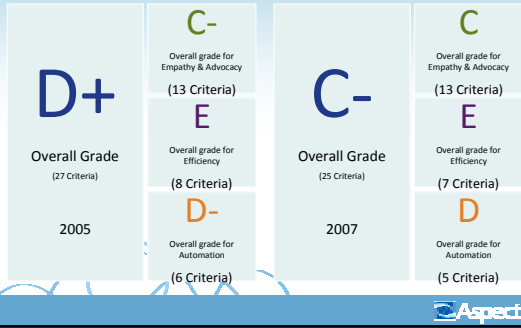 D+
Overall Grade
(27 Criteria)
2005
C-
Overall grade for
Empathy & Advocacy
(13 Criteria)
E
Overall grade for
Efficiency
(8 Criteria)
D-
Overall grade for
Automation
(6 Criteria)
C-
Overall Grade
(25 Criteria)
2007
C
Overall grade for
Empathy & Advocacy
(13 Criteria)
E
Overall grade for
Efficiency
(7 Criteria)
D
Overall grade for
Automation
(5 Criteria)
Aspect